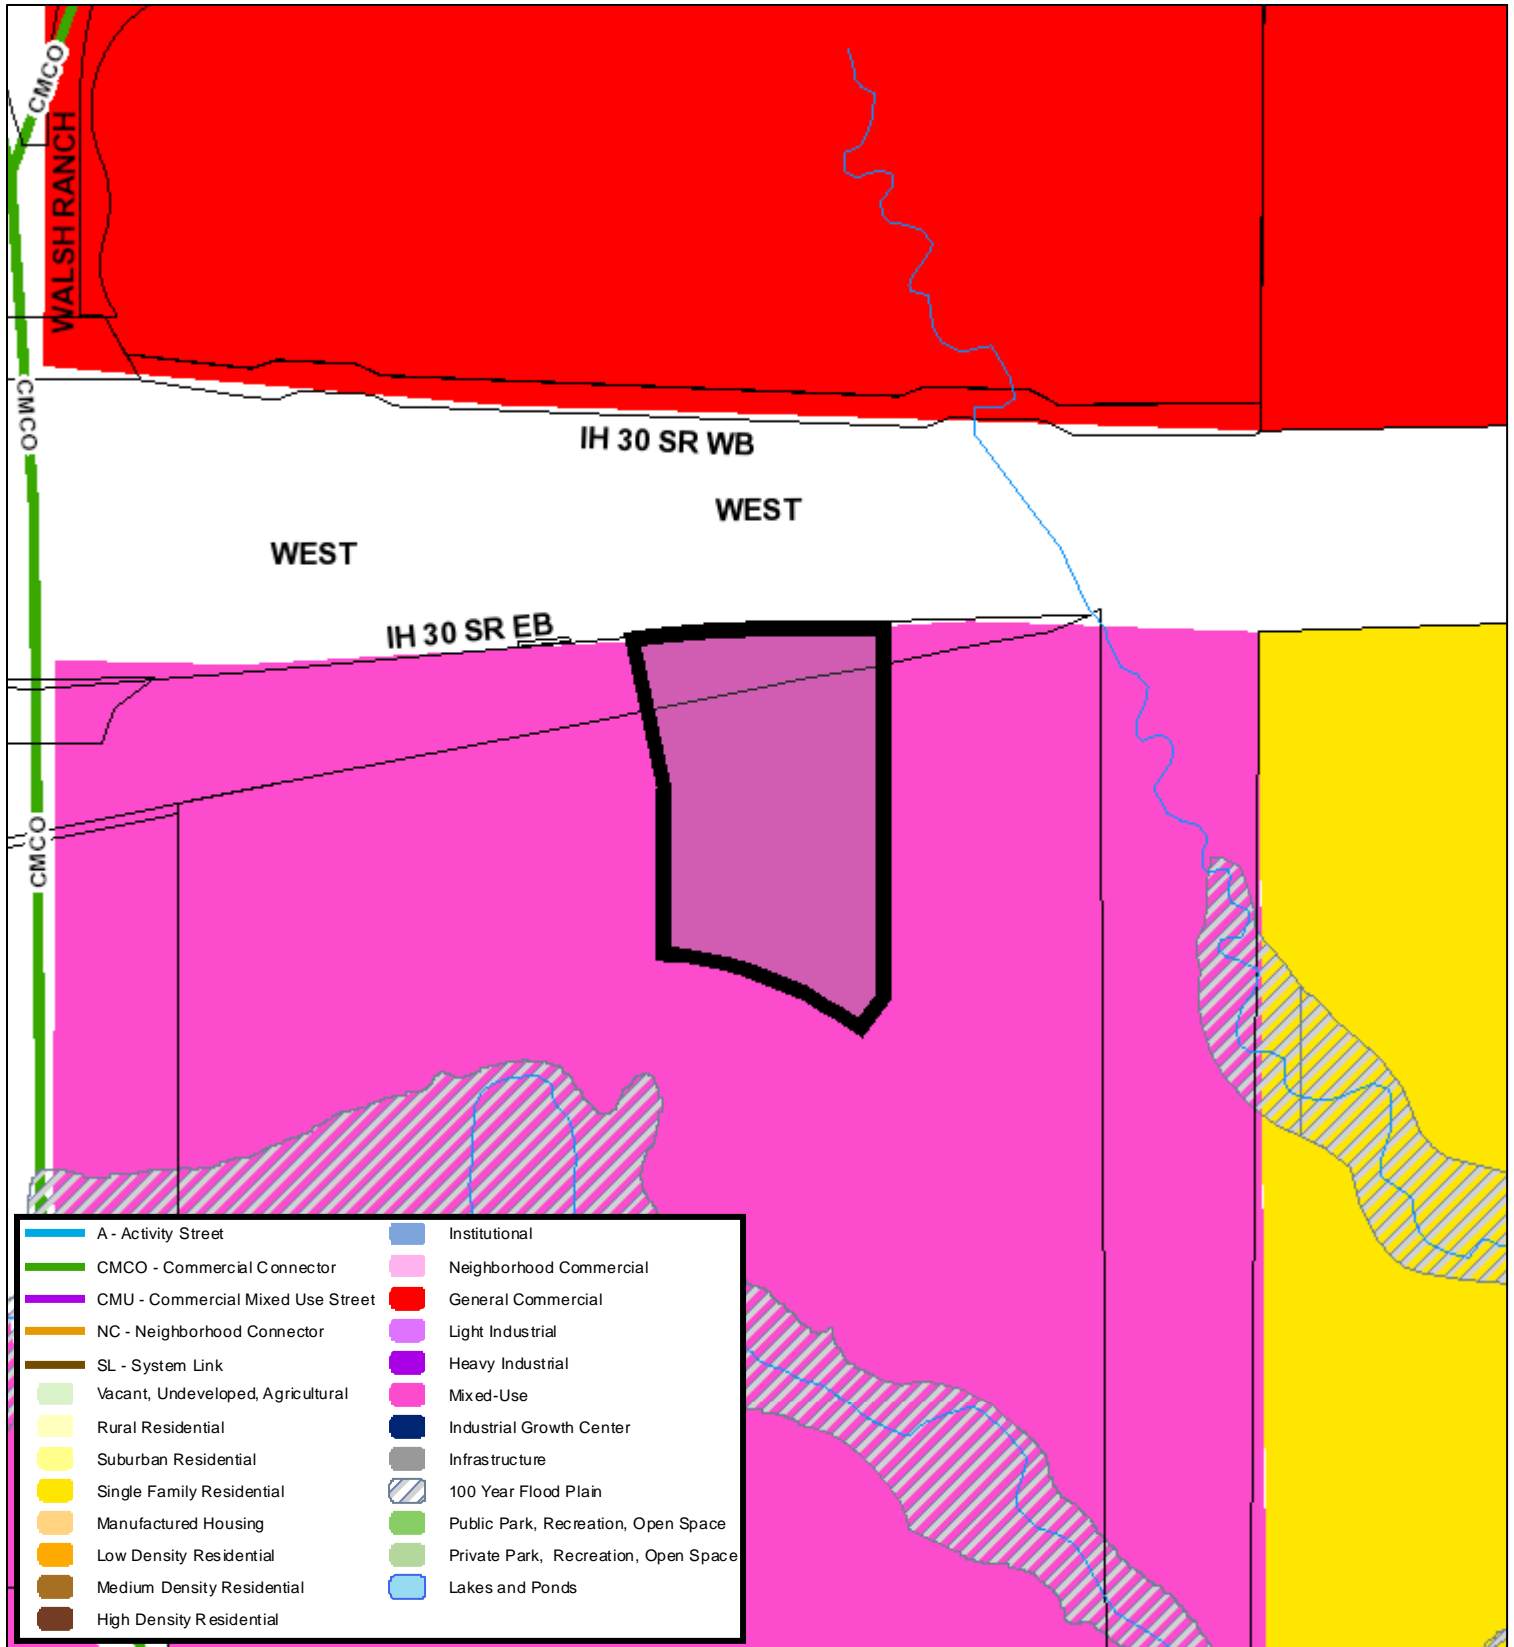 CMCO
WALSH RANCH
CMCO
IH 30 SR WB
WEST
WEST
IH 30 SR EB
CMCO
A - Activity Street
CMCO - Commercial Connector
CMU - Commercial Mixed Use Street
NC - Neighborhood Connector
SL - System Link
Vacant, Undeveloped, Agricultural
Rural Residential
Suburban Residential
Single Family Residential
Manufactured Housing
Low Density Residential
Medium Density Residential
High Density Residential
Institutional
Neighborhood Commercial
General Commercial
Light Industrial
Heavy Industrial
Mixed-Use
Industrial Growth Center
Infrastructure
100 Year Flood Plain
Public Park, Recreation, Open Space
Private Park, Recreation, Open Space
Lakes and Ponds